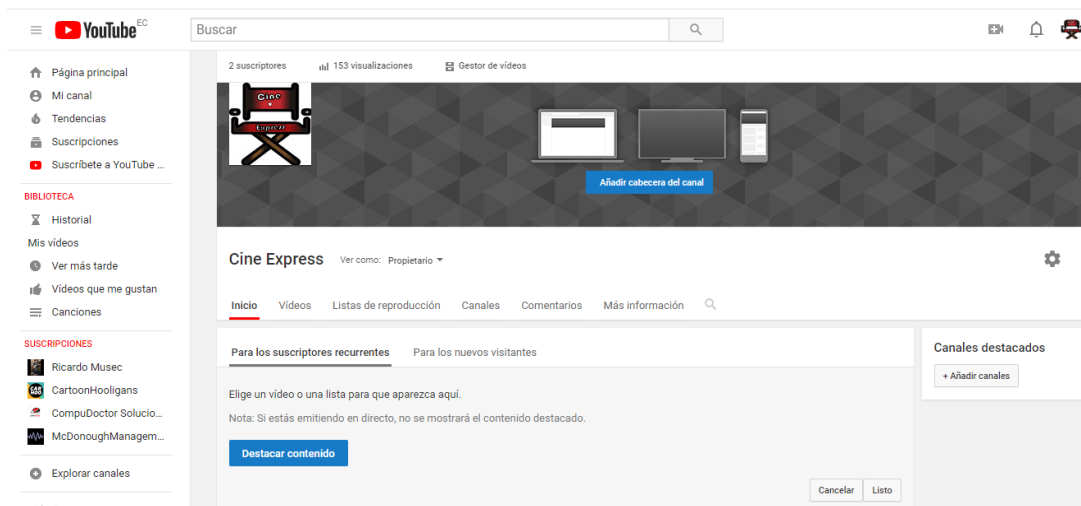 YouTube EC
Buscar
Página principal
Mi canal
Tendencias
Suscripciones
Suscríbete a YouTube ...
BIBLIOTECA
Historial
Mis vídeos
Ver más tarde
Vídeos que me gustan
Canciones
SUSCRIPCIONES
Ricardo Musec
CartoonHooligans
CompuDoctor Solucio...
McDonoughManagem...
Explorar canales
2 suscriptores
153 visualizaciones
Gestor de vídeos
Cine
Express
Añadir cabecera del canal
Cine Express
Ver como: Propietario
Inicio Vídeos Listas de reproducción Canales Comentarios Más información
Para los suscriptores recurrentes Para los nuevos visitantes
Elige un vídeo o una lista para que aparezca aquí.
Nota: Si estás emitiendo en directo, no se mostrará el contenido destacado.
Destacar contenido
Cancelar Listo
Canales destacados
+ Añadir canales